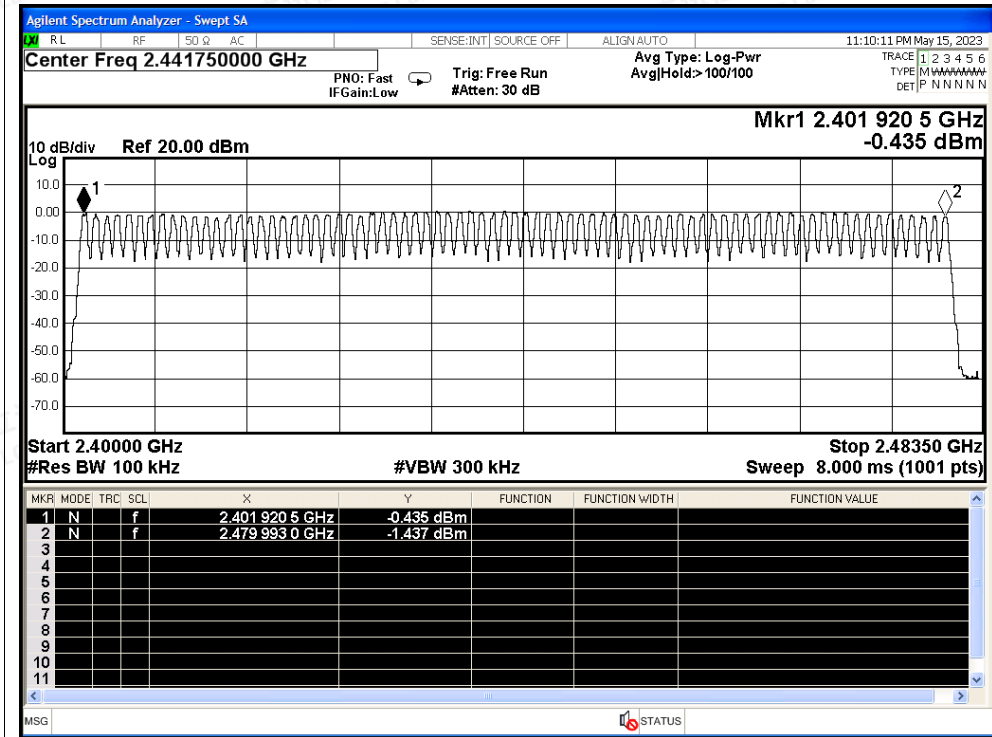 Agilent Spectrum Analyzer - Swept SA
LXI RL RF 50 Ω AC SENSE:INT SOURCE OFF ALIGN AUTO 11:10:11 PM May 15, 2023
Center Freq 2.441750000 GHz
PNO: Fast
IFGain:Low
Trig: Free Run
#Atten: 30 dB
Avg Type: Log-Pwr
Avg|Hold:>100/100
TRACE 1 2 3 4 5 6
TYPE M
DET P N N N N N
Mkr1 2.401 920 5 GHz
-0.435 dBm
10 dB/div Ref 20.00 dBm
Log
10.0
0.00
-10.0
-20.0
-30.0
-40.0
-50.0
-60.0
-70.0
1
2
Start 2.40000 GHz Stop 2.48350 GHz
#Res BW 100 kHz #VBW 300 kHz Sweep 8.000 ms (1001 pts)
MKR MODE TRC SCL X Y FUNCTION FUNCTION WIDTH FUNCTION VALUE
1 N f 2.401 920 5 GHz -0.435 dBm
2 N f 2.479 993 0 GHz -1.437 dBm
3
4
5
6
7
8
9
10
11
MSG STATUS